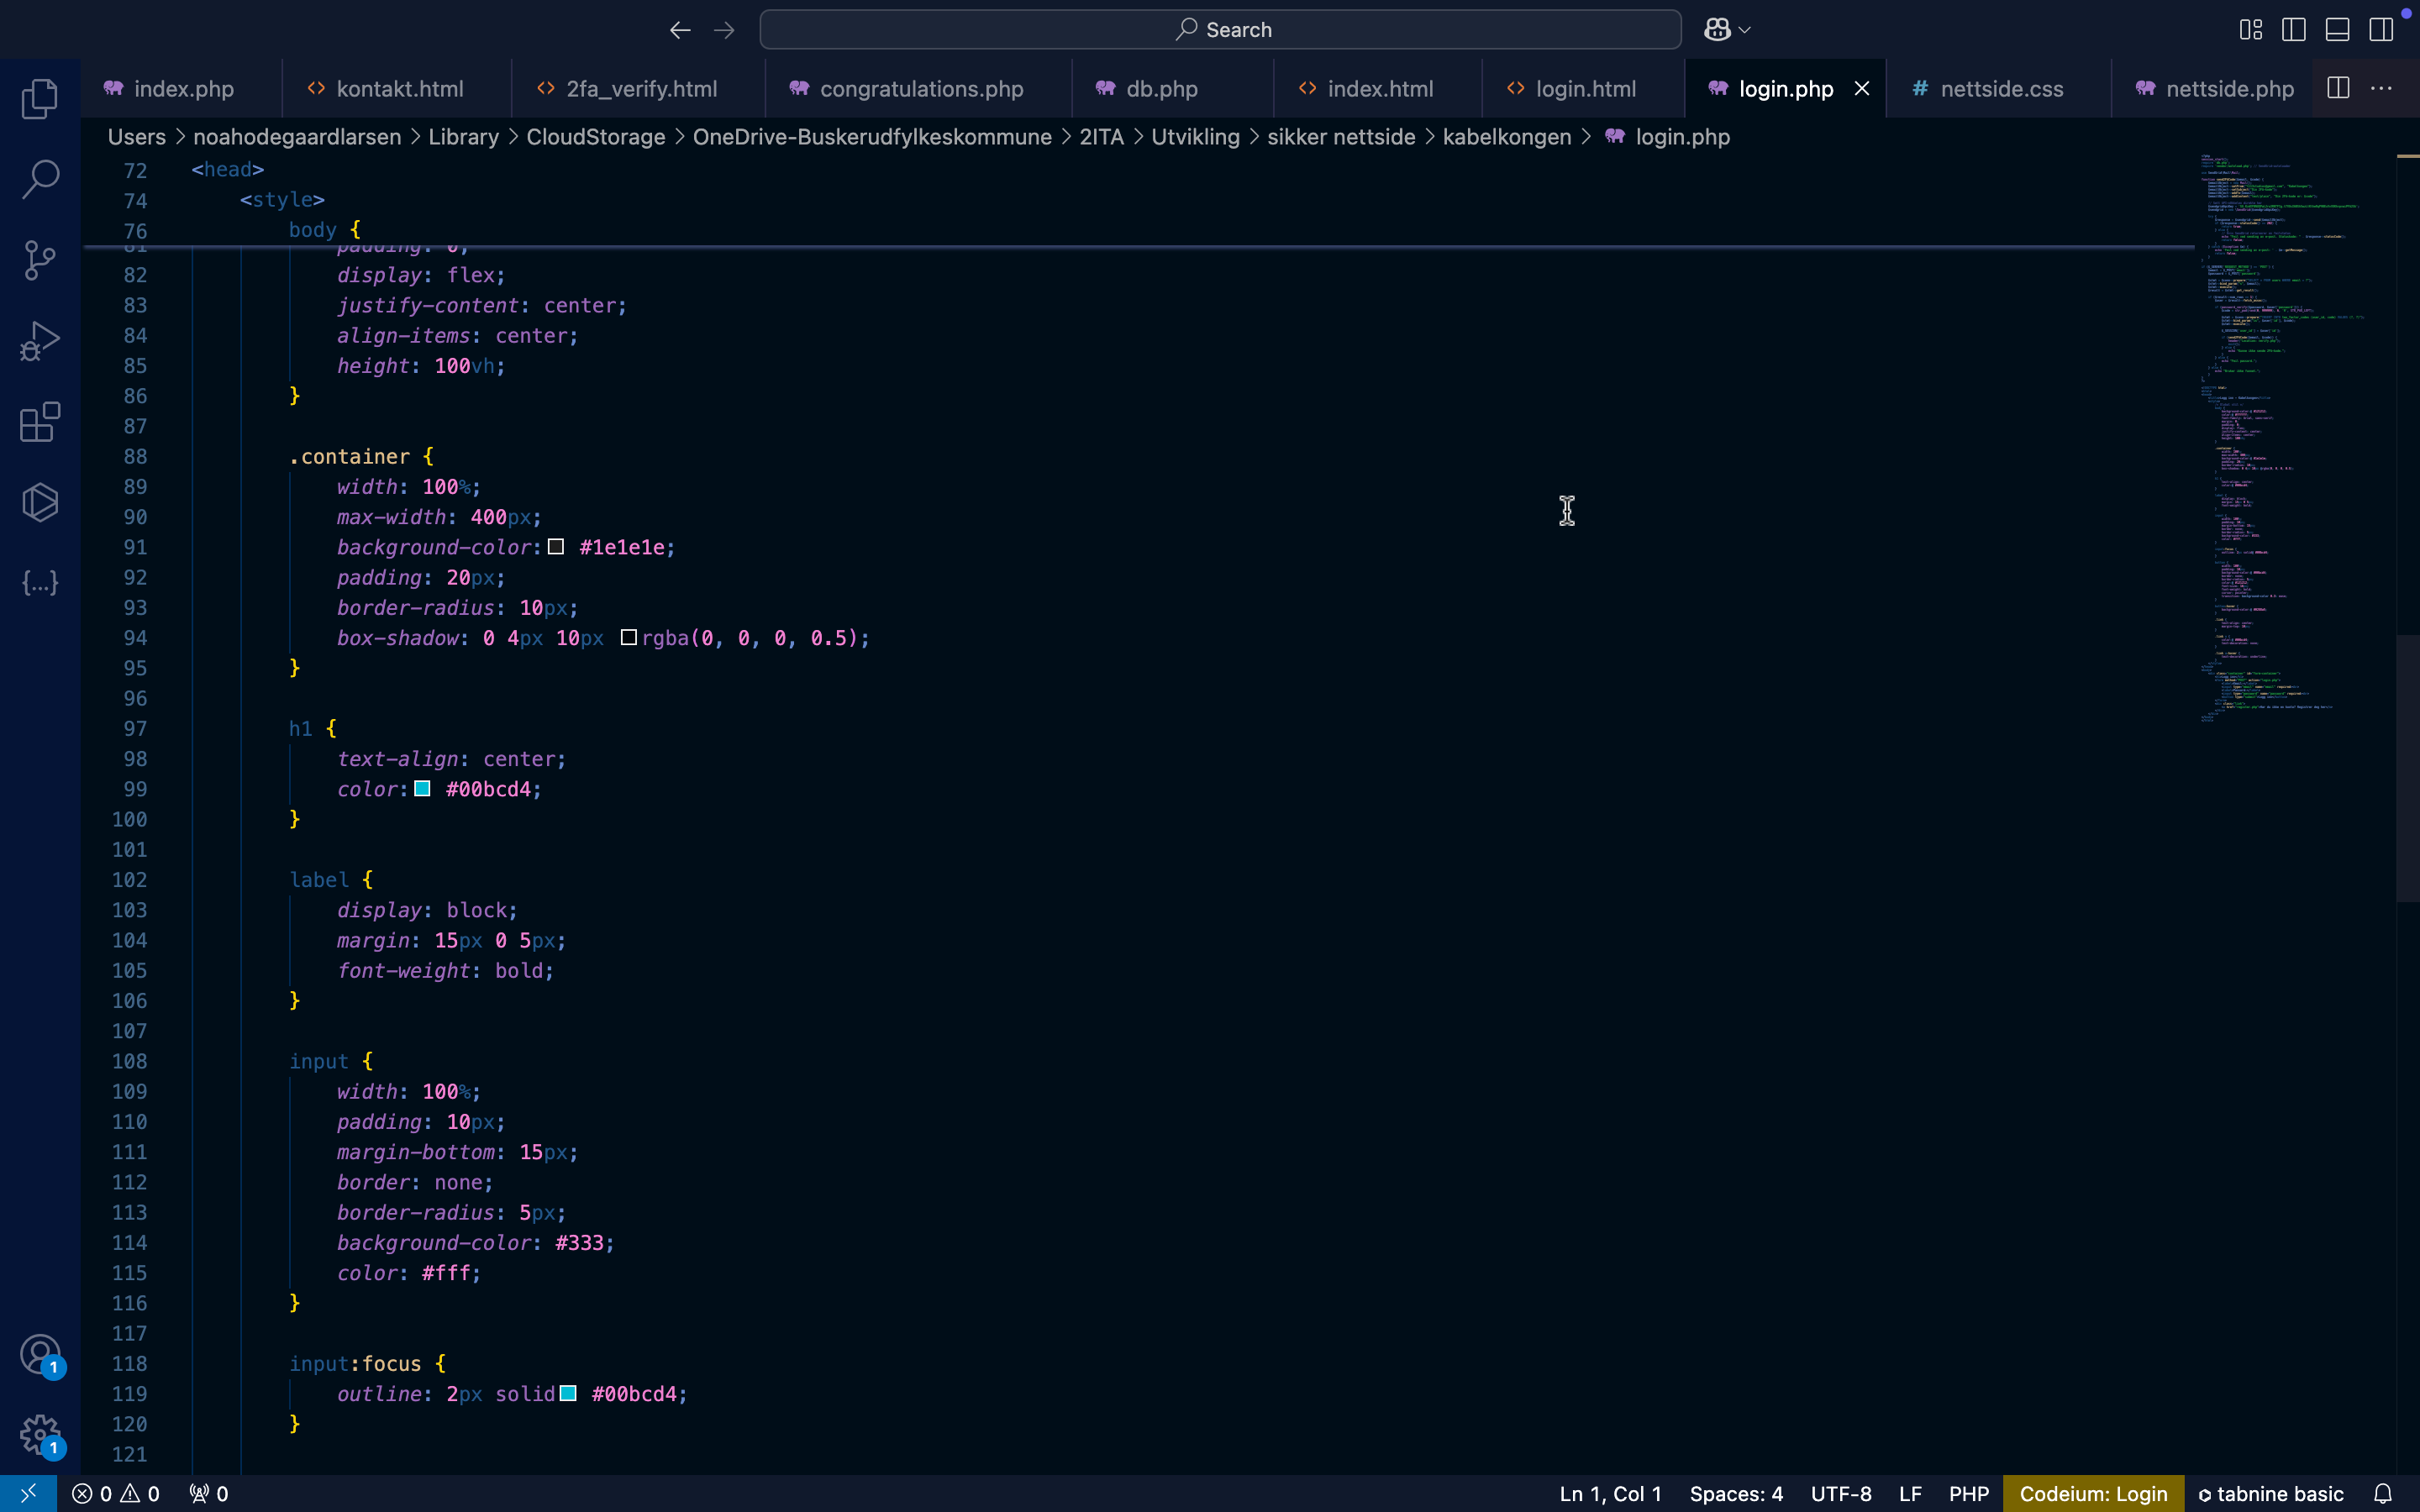 Search
index.php
kontakt.html
2fa_verify.html
congratulations.php
db.php
index.html
login.html
login.php
nettside.css
nettside.php
Users > noahodegaardlarsen > Library > CloudStorage > OneDrive-Buskerudfylkeskommune > 2ITA > Utvikling > sikker nettside > kabelkongen > login.php
72 <head>
74 <style>
76 body {
81 padding: 0;
82 display: flex;
83 justify-content: center;
84 align-items: center;
85 height: 100vh;
86 }
87
88 .container {
89 width: 100%;
90 max-width: 400px;
91 background-color: #1e1e1e;
92 padding: 20px;
93 border-radius: 10px;
94 box-shadow: 0 4px 10px rgba(0, 0, 0, 0.5);
95 }
96
97 h1 {
98 text-align: center;
99 color: #00bcd4;
100 }
101
102 label {
103 display: block;
104 margin: 15px 0 5px;
105 font-weight: bold;
106 }
107
108 input {
109 width: 100%;
110 padding: 10px;
111 margin-bottom: 15px;
112 border: none;
113 border-radius: 5px;
114 background-color: #333;
115 color: #fff;
116 }
117
118 input:focus {
119 outline: 2px solid #00bcd4;
120 }
121
1
1
0 0 0
Ln 1, Col 1 Spaces: 4 UTF-8 LF PHP Codeium: Login tabnine basic